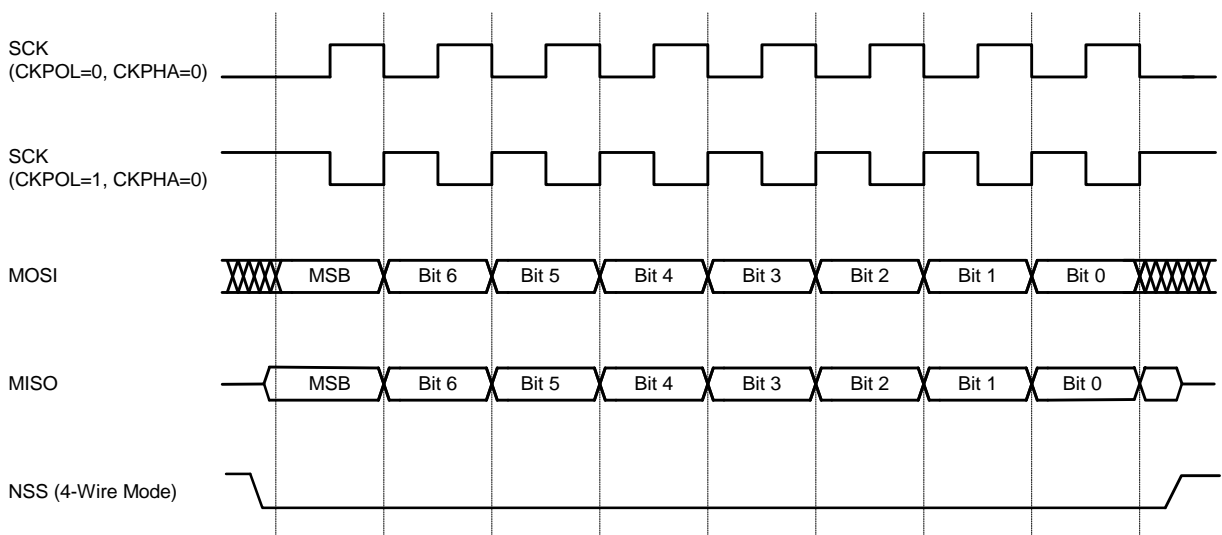 SCK
(CKPOL=0, CKPHA=0)
SCK
(CKPOL=1, CKPHA=0)
MOSI MSB Bit 6 Bit 5 Bit 4 Bit 3 Bit 2 Bit 1 Bit 0
MISO MSB Bit 6 Bit 5 Bit 4 Bit 3 Bit 2 Bit 1 Bit 0
NSS (4-Wire Mode)